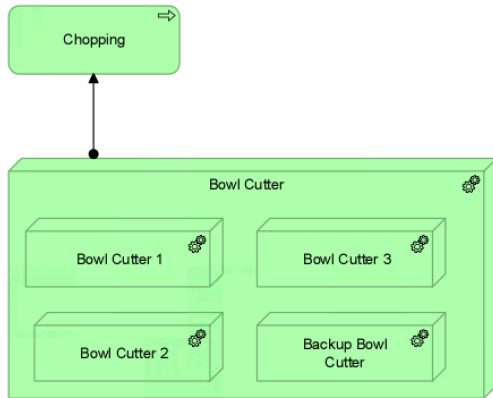 Chopping
Bowl Cutter
Bowl Cutter 1
Bowl Cutter 3
Bowl Cutter 2
Backup Bowl
Cutter